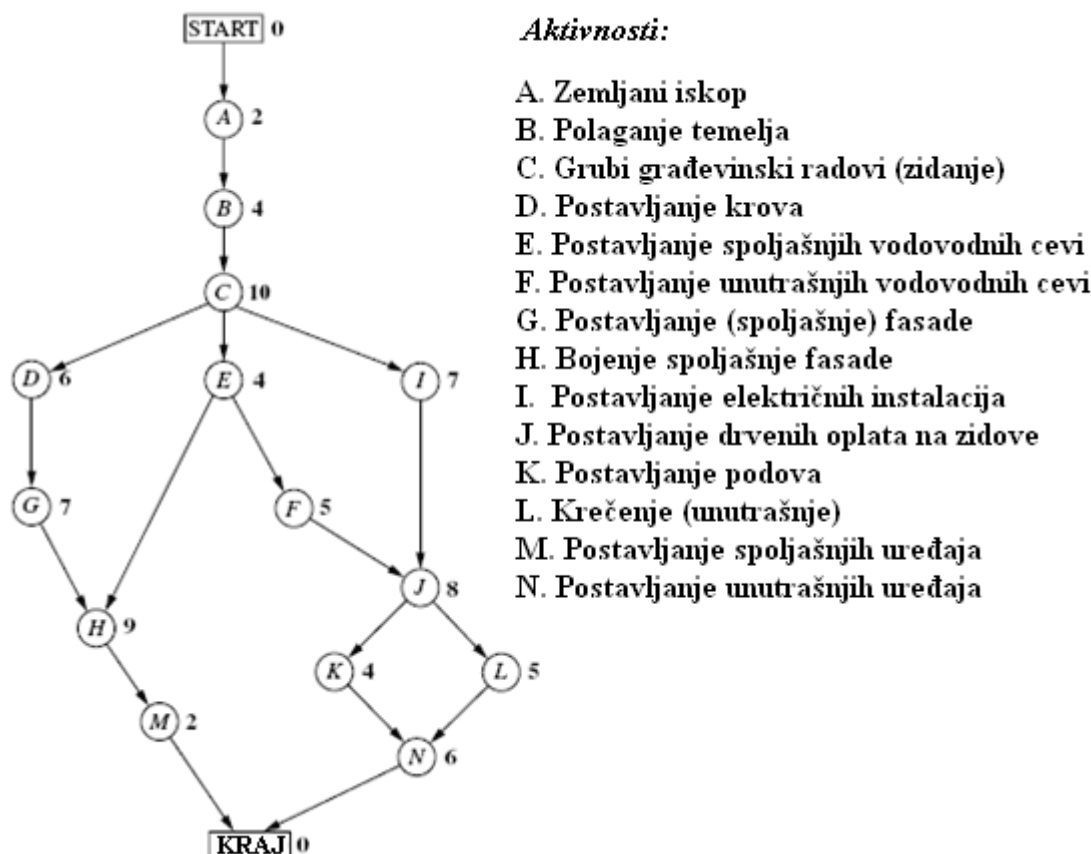 START 0
Aktivnosti:
A 2
A. Zemljani iskop
B. Polaganje temelja
C. Grubi građevinski radovi (zidanje)
B 4
D. Postavljanje krova
E. Postavljanje spoljašnjih vodovodnih cevi
C 10
F. Postavljanje unutrašnjih vodovodnih cevi
G. Postavljanje (spoljašnje) fasade
H. Bojenje spoljašnje fasade
D 6
E 4
I 7
I. Postavljanje električnih instalacija
J. Postavljanje drvenih oplata na zidove
K. Postavljanje podova
L. Krečenje (unutrašnje)
G 7
F 5
M. Postavljanje spoljašnjih uređaja
N. Postavljanje unutrašnjih uređaja
J 8
H 9
K 4
L 5
M 2
N 6
KRAJ 0